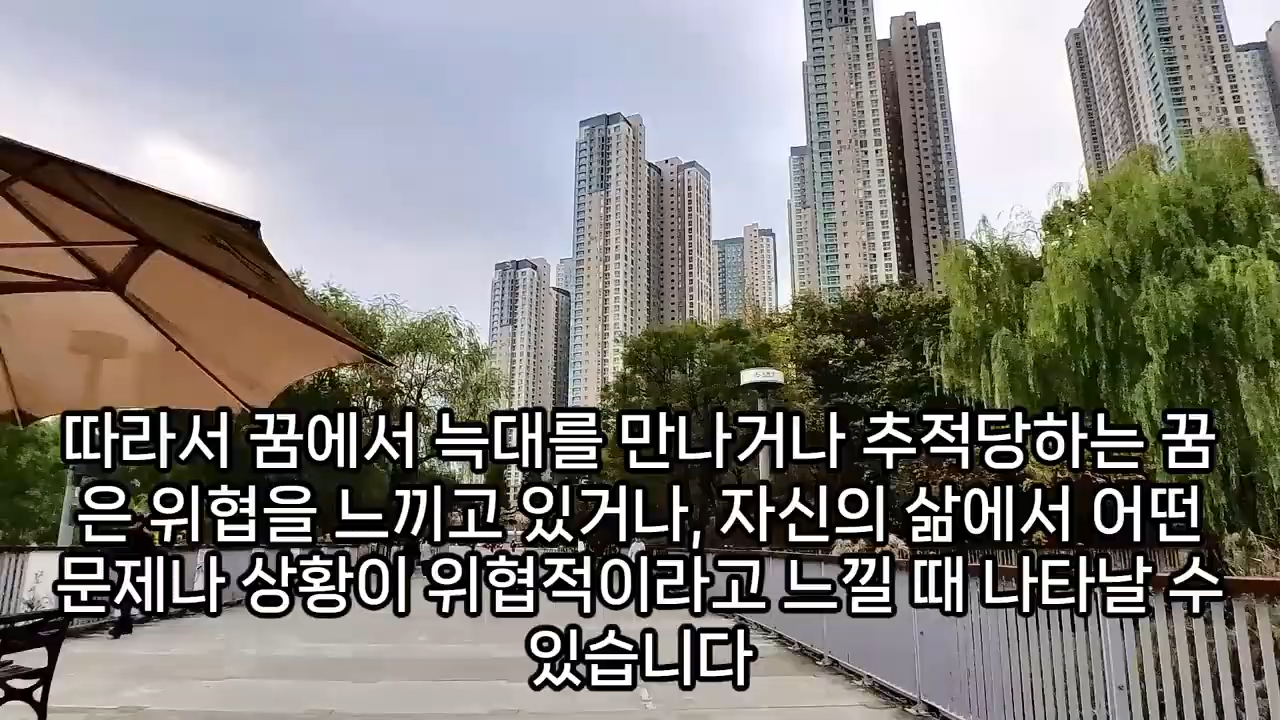 따라서 꿈에서 늑대를 만나거나 추적당하는 꿈
은 위협을 느끼고 있거나, 자신의 삶에서 어떤
문제나 상황이 위협적이라고 느낄 때 나타날 수
있습니다